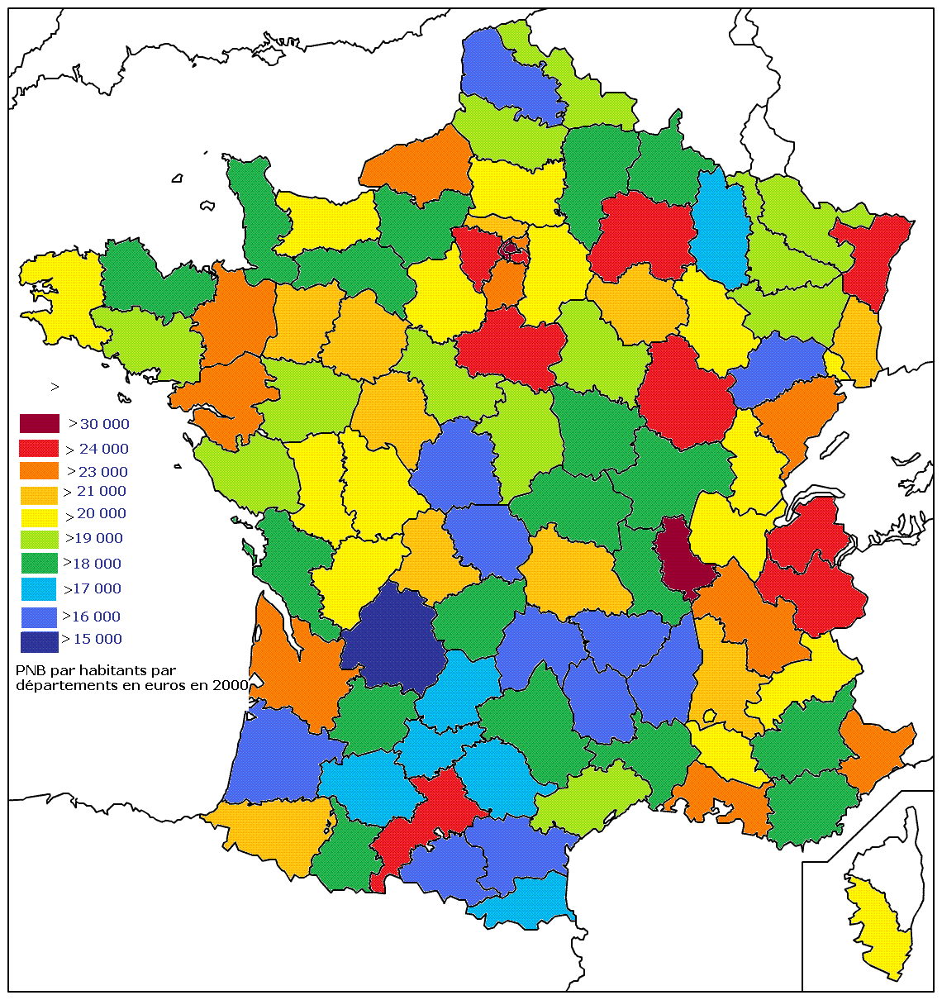 >
> 30 000
> 24 000
> 23 000
> 21 000
> 20 000
>19 000
>18 000
>17 000
>16 000
> 15 000
PNB par habitants par
départements en euros en 2000